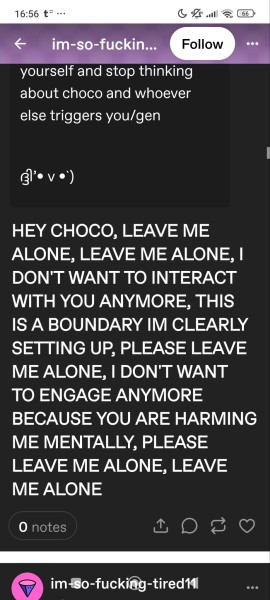 16:56 t" ...
66
im-so-fuckin...
Follow
yourself and stop thinking
about choco and whoever
else triggers you/gen
HEY CHOCO, LEAVE ME
ALONE, LEAVE ME ALONE, I
DON'T WANT TO INTERACT
WITH YOU ANYMORE, THIS
IS A BOUNDARY IM CLEARLY
SETTING UP, PLEASE LEAVE
ME ALONE, I DON'T WANT
TO ENGAGE ANYMORE
BECAUSE YOU ARE HARMING
ME MENTALLY, PLEASE
LEAVE ME ALONE, LEAVE
ME ALONE
0 notes
im-so-fucking-tired11